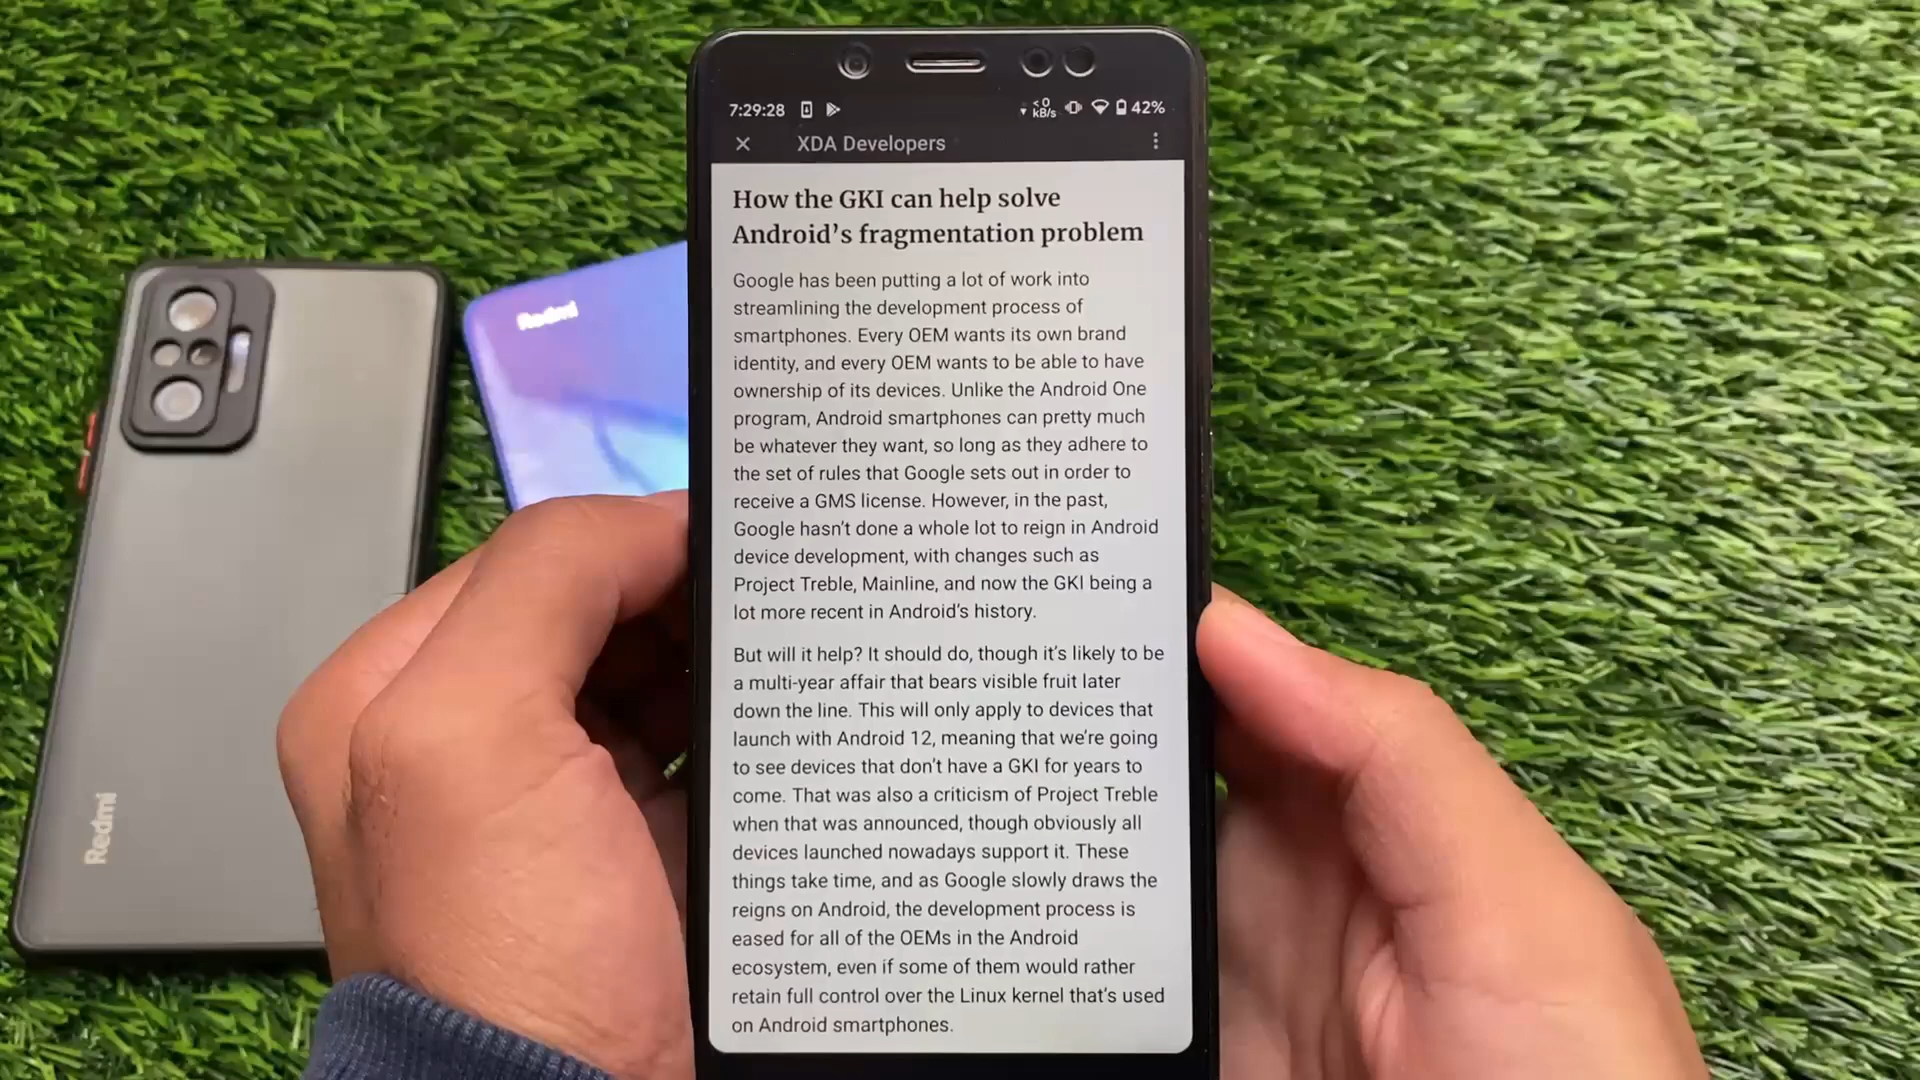 7:29:28
<0
kB/s
42%
XDA Developers
How the GKI can help solve
Android's fragmentation problem
Google has been putting a lot of work into
streamlining the development process of
smartphones. Every OEM wants its own brand
identity, and every OEM wants to be able to have
ownership of its devices. Unlike the Android One
program, Android smartphones can pretty much
be whatever they want, so long as they adhere to
the set of rules that Google sets out in order to
receive a GMS license. However, in the past,
Google hasn't done a whole lot to reign in Android
device development, with changes such as
Project Treble, Mainline, and now the GKI being a
lot more recent in Android's history.
But will it help? It should do, though it's likely to be
a multi-year affair that bears visible fruit later
down the line. This will only apply to devices that
launch with Android 12, meaning that we're going
to see devices that don't have a GKI for years to
come. That was also a criticism of Project Treble
when that was announced, though obviously all
devices launched nowadays support it. These
things take time, and as Google slowly draws the
reigns on Android, the development process is
eased for all of the OEMs in the Android
ecosystem, even if some of them would rather
retain full control over the Linux kernel that's used
on Android smartphones.
Redmi
Redmi